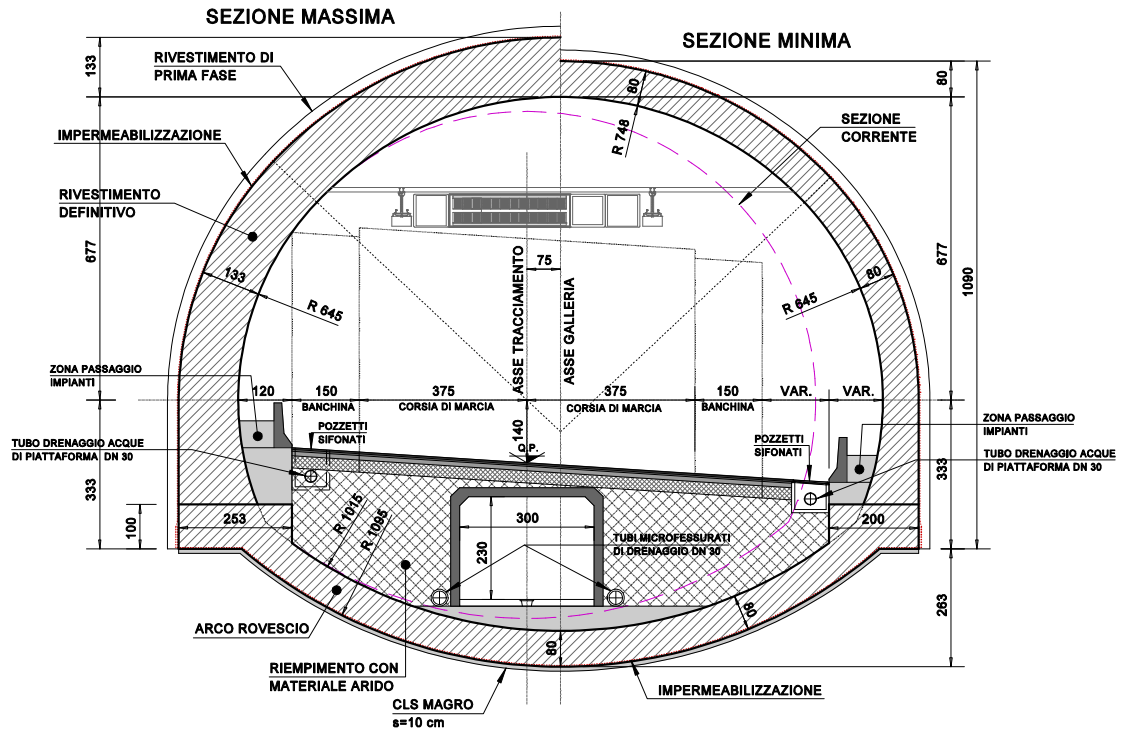 SEZIONE MASSIMA
SEZIONE MINIMA
RIVESTIMENTO DI
PRIMA FASE
133
80
80
IMPERMEABILIZZAZIONE
R 748
SEZIONE
CORRENTE
RIVESTIMENTO
DEFINITIVO
677
677
1090
ASSE TRACCIAMENTO
ASSE GALLERIA
75
133
R 645
80
R 645
ZONA PASSAGGIO
IMPIANTI
120
150
375
375
150
VAR.
VAR.
BANCHINA
CORSIA DI MARCIA
CORSIA DI MARCIA
BANCHINA
ZONA PASSAGGIO
IMPIANTI
POZZETTI
SIFONATI
140
Q.P.
POZZETTI
SIFONATI
TUBO DRENAGGIO ACQUE
DI PIATTAFORMA DN 30
TUBO DRENAGGIO ACQUE
DI PIATTAFORMA DN 30
333
333
100
253
R 1015
R 1095
300
230
200
TUBI MICROFESSURATI
DI DRENAGGIO DN 30
263
80
80
ARCO ROVESCIO
RIEMPIMENTO CON
MATERIALE ARIDO
IMPERMEABILIZZAZIONE
CLS MAGRO
s=10 cm